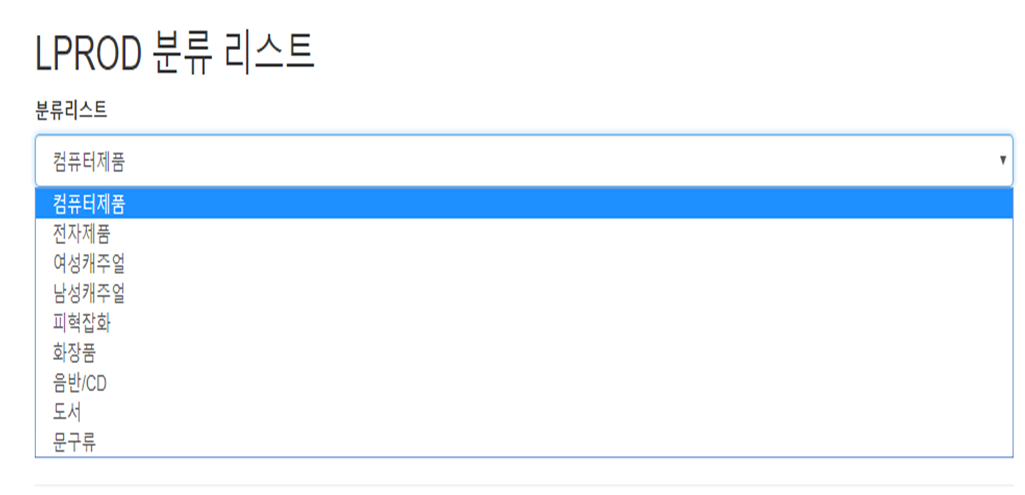 LPROD 분류 리스트
분류리스트
컴퓨터제품
컴퓨터제품
전자제품
여성캐주얼
남성캐주얼
피혁잡화
화장품
음반/CD
도서
문구류